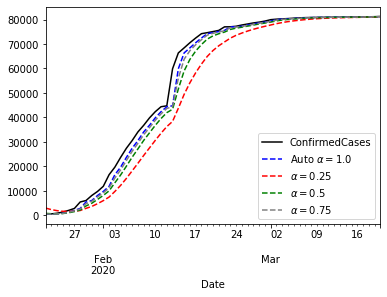 80000
70000
60000
50000
40000
30000
20000
10000
0
ConfirmedCases
Auto α = 1.0
α = 0.25
α = 0.5
α = 0.75
27 03 10 17 24 02 09 16
Feb Mar
2020
Date